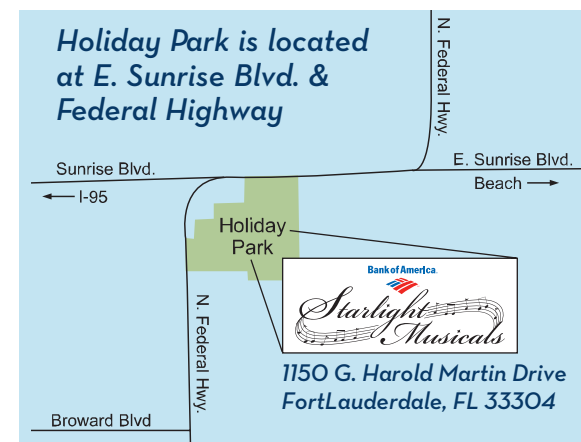 Holiday Park is located
at E. Sunrise Blvd. &
Federal Highway
N. Federal Hwy.
Sunrise Blvd.
E. Sunrise Blvd.
I-95
Beach
Holiday
Park
Bank of America
Starlight
Musicals
N. Federal Hwy.
1150 G. Harold Martin Drive
FortLauderdale, FL 33304
Broward Blvd